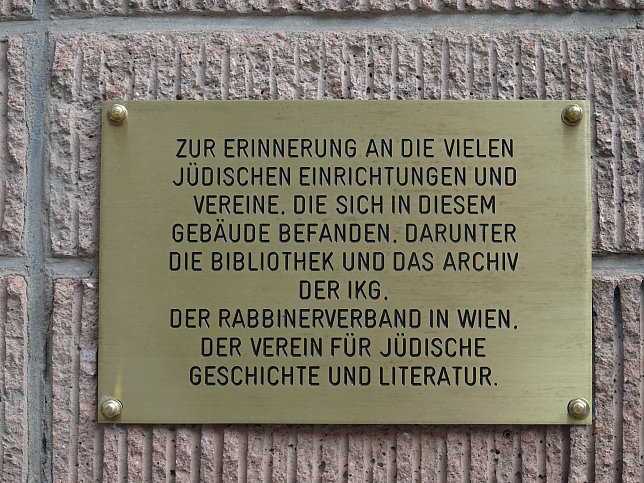 ZUR ERINNERUNG AN DIE VIELEN
JÜDISCHEN EINRICHTUNGEN UND
VEREINE, DIE SICH IN DIESEM
GEBÄUDE BEFANDEN, DARUNTER
DIE BIBLIOTHEK UND DAS ARCHIV
DER IKG,
DER RABBINERVERBAND IN WIEN,
DER VEREIN FÜR JÜDISCHE
GESCHICHTE UND LITERATUR.